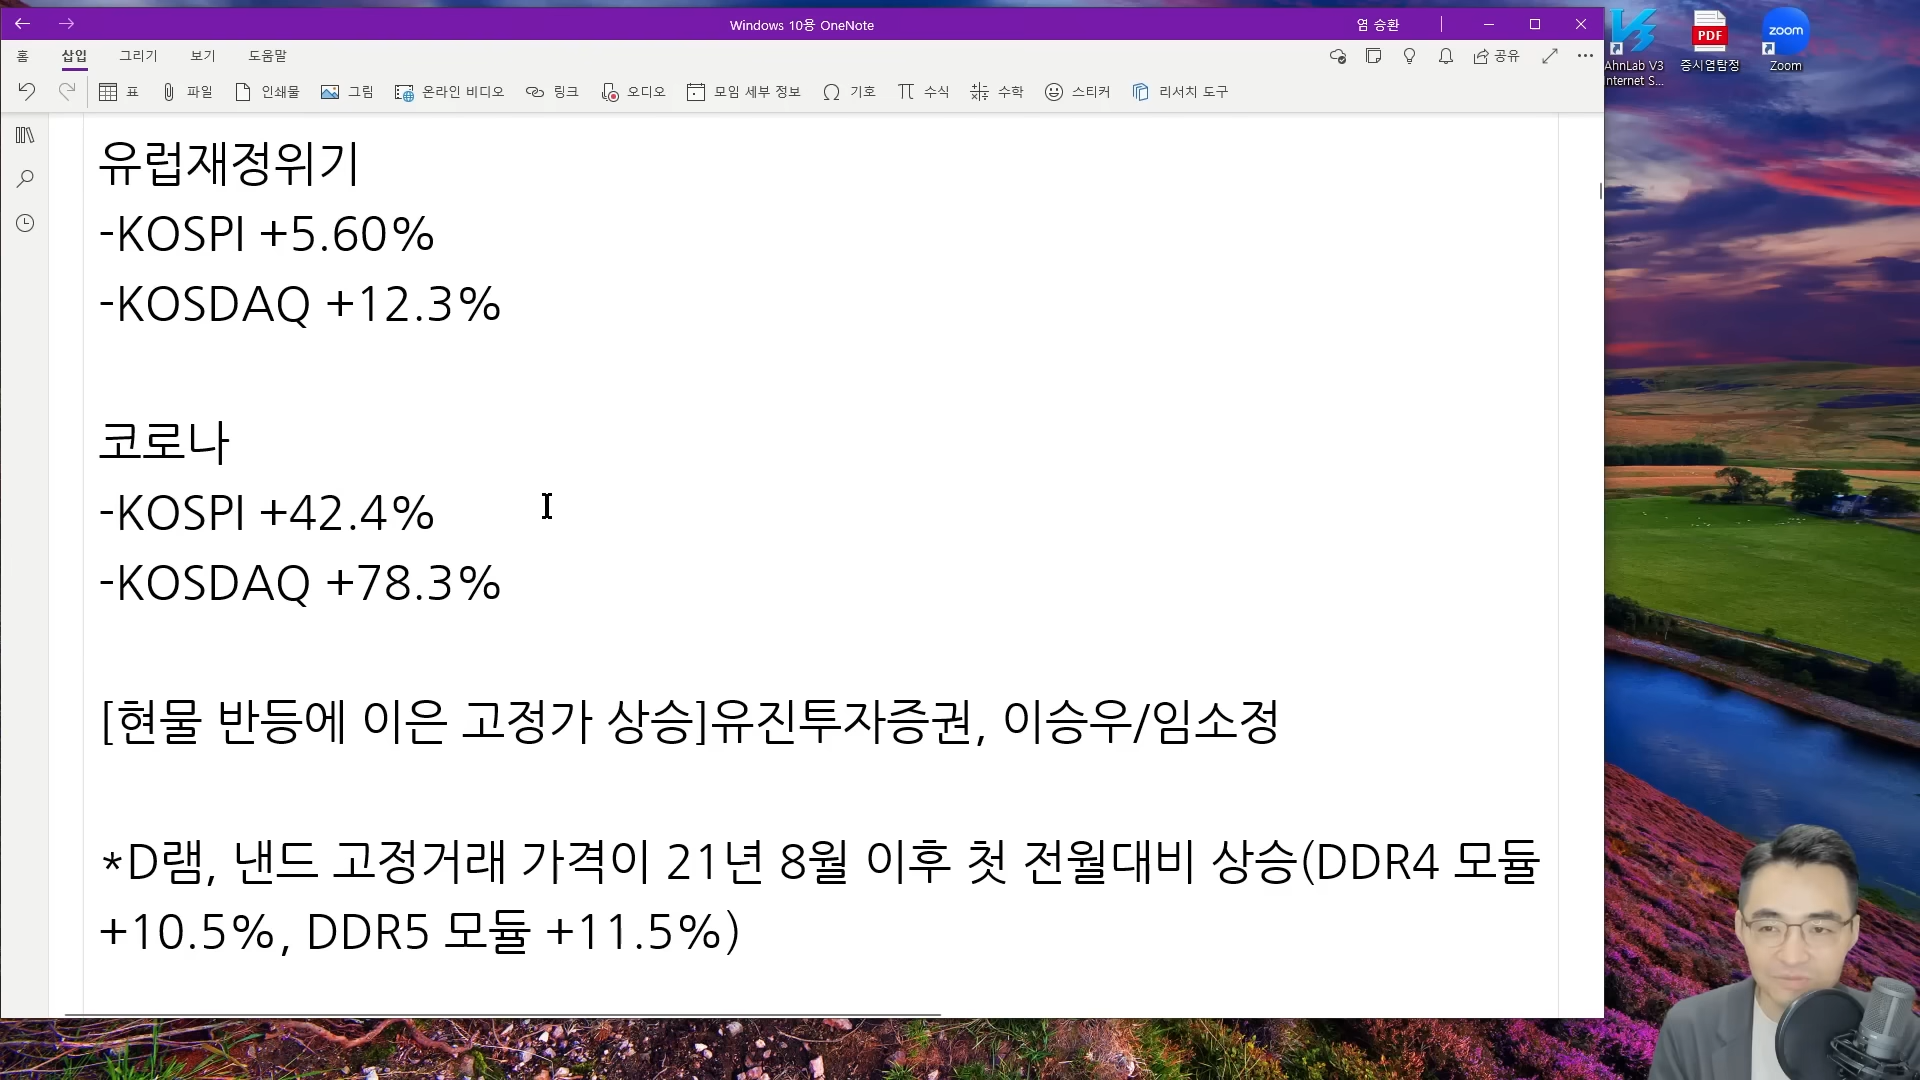 Windows 10용 OneNote
염 승환
홈 삽입 그리기 보기 도움말
공유
표 파일 인쇄물 그림 온라인 비디오 링크 오디오 모임 세부 정보 기호 수식 수학 스티커 리서치 도구
유럽재정위기
-KOSPI +5.60%
-KOSDAQ +12.3%
코로나
-KOSPI +42.4%
-KOSDAQ +78.3%
[현물 반등에 이은 고정가 상승]유진투자증권, 이승우/임소정
*D램, 낸드 고정거래 가격이 21년 8월 이후 첫 전월대비 상승(DDR4 모듈
+10.5%, DDR5 모듈 +11.5%)
AhnLab V3
Internet S...
PDF
증시염탐정
zoom
Zoom